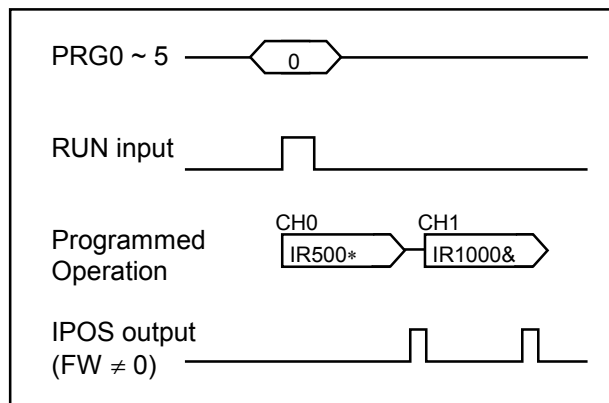 PRG0 ~ 5
0
RUN input
CH0
CH1
Programmed
Operation
IR500*
IR1000&
IPOS output
(FW ≠ 0)